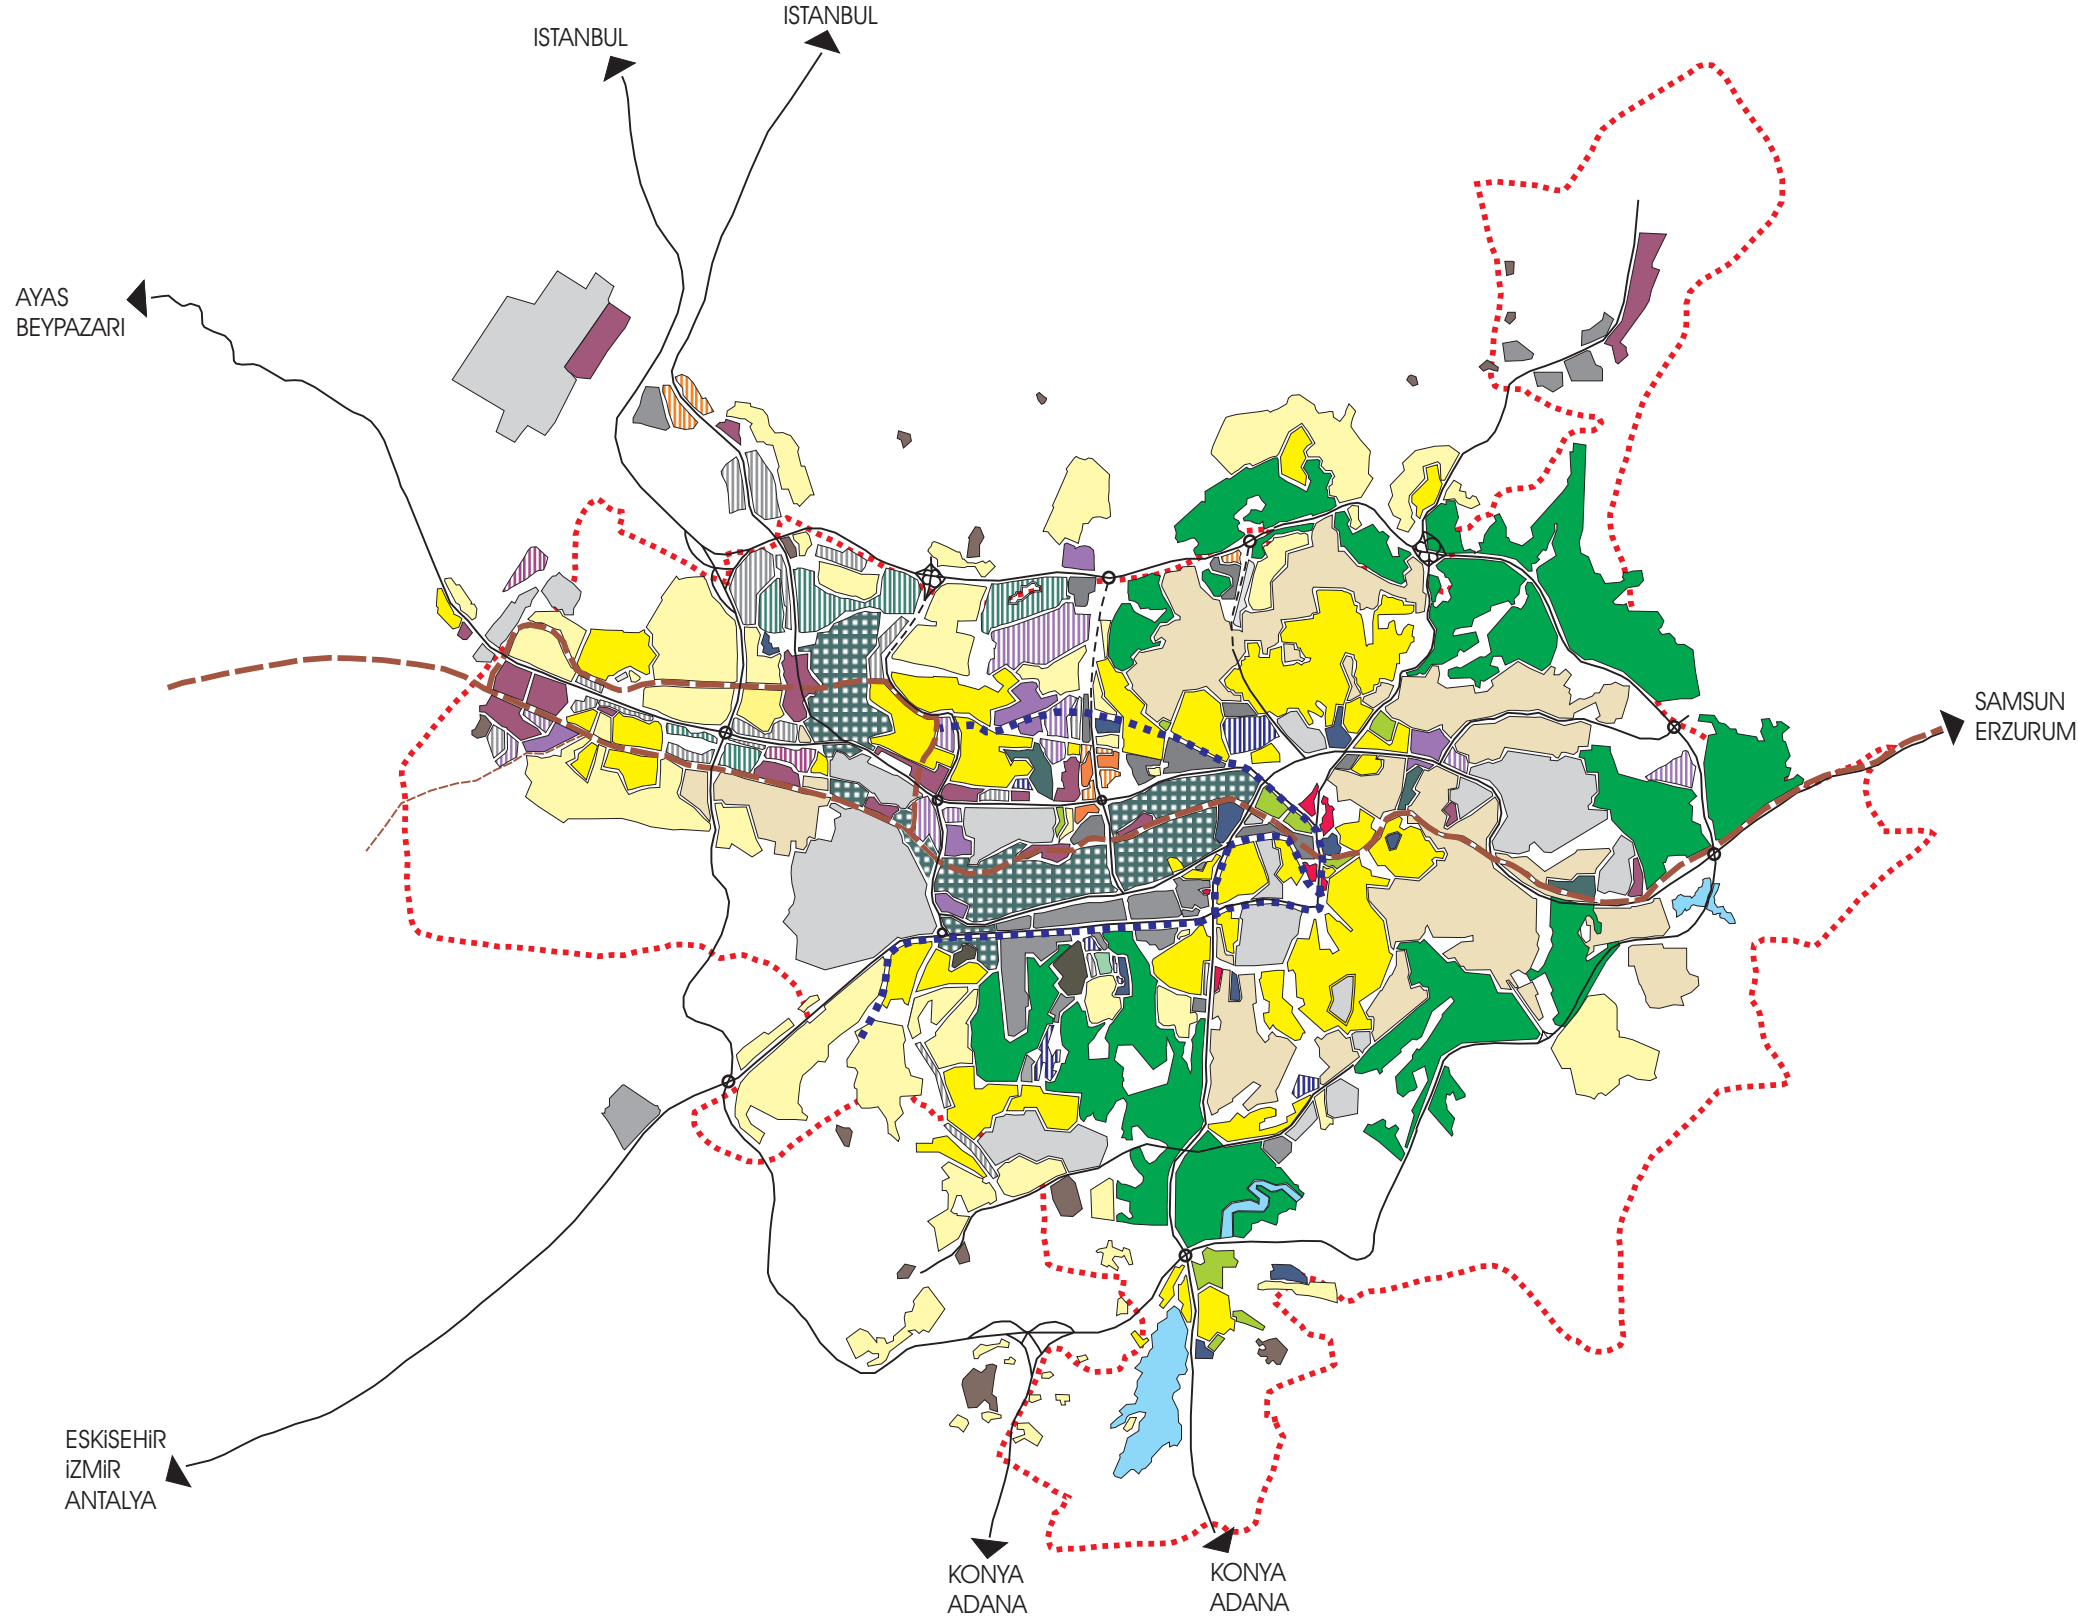 ISTANBUL
ISTANBUL
AYAS
BEYPAZARI
SAMSUN
ERZURUM
ESKiSEHiR
iZMiR
ANTALYA
KONYA
ADANA
KONYA
ADANA